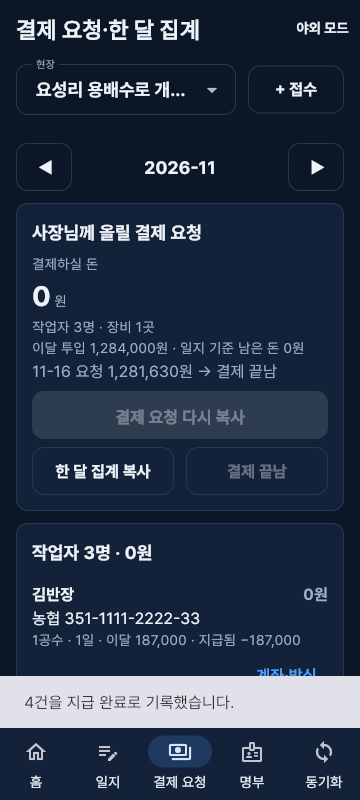 결제 요청·한 달 집계
야외 모드
현장
요성리 용배수로 개...
+ 접수
◀ 2026-11 ▶
사장님께 올릴 결제 요청
결제하실 돈
0 원
작업자 3명 · 장비 1곳
이달 투입 1,284,000원 · 일지 기준 남은 돈 0원
11-16 요청 1,281,630원 → 결제 끝남
결제 요청 다시 복사
한 달 집계 복사
결제 끝남
작업자 3명 · 0원
김반장 0원
농협 351-1111-2222-33
1공수 · 1일 · 이달 187,000 · 지급됨 −187,000
계좌·방식
4건을 지급 완료로 기록했습니다.
홈
일지
결제 요청
명부
동기화